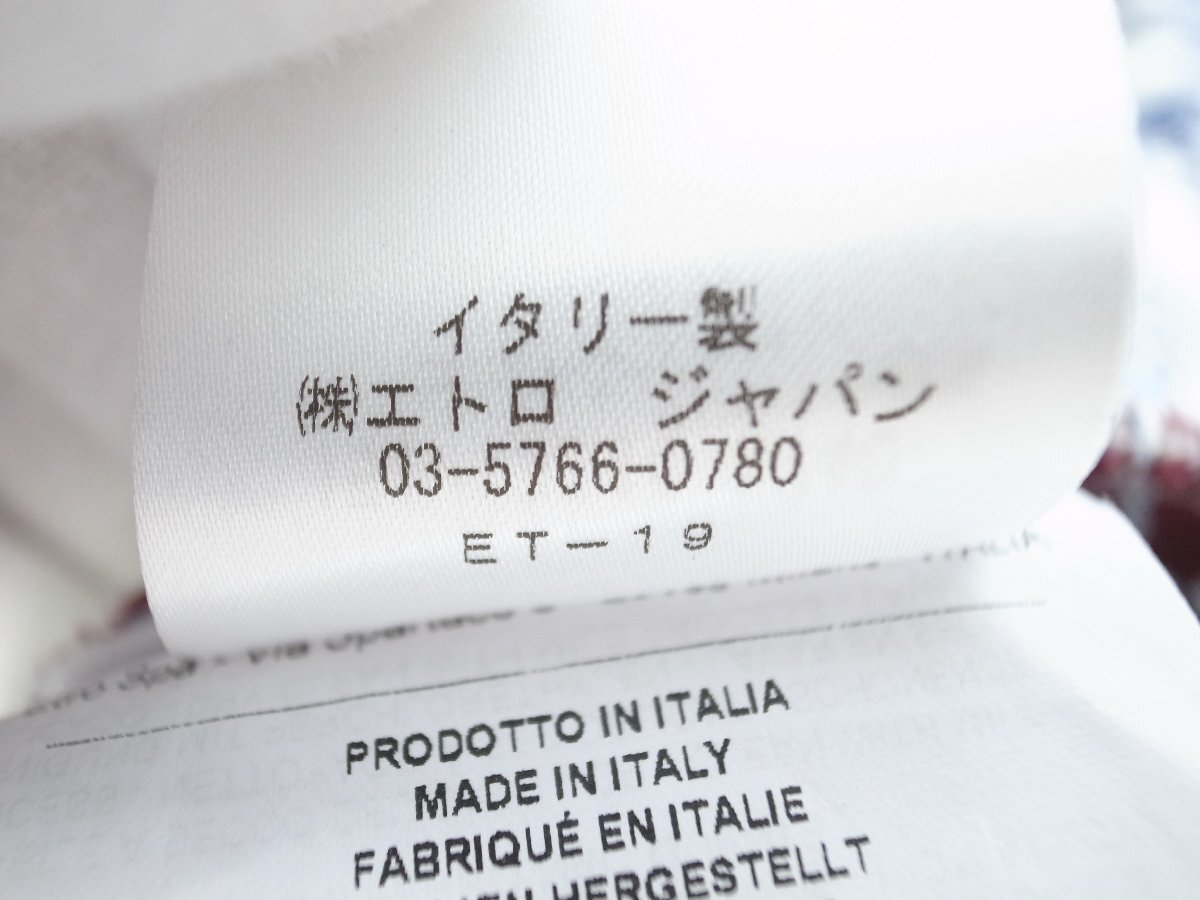 イタリー製
㈱エトロ　ジャパン
03-5766-0780
ET-19
PRODOTTO IN ITALIA
MADE IN ITALY
FABRIQUÉ EN ITALIE
HERGESTELLT